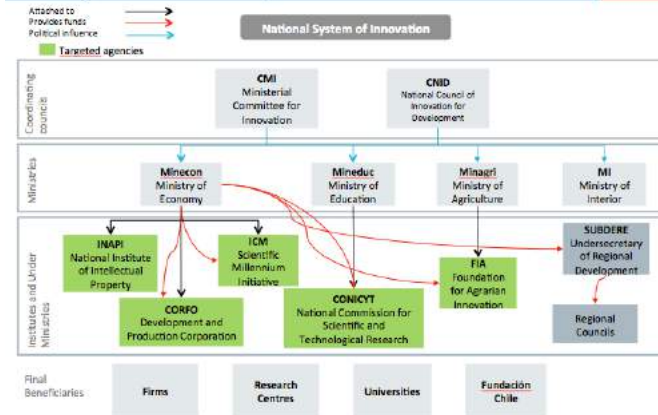 Attached to
Provides funds
Political influence
Targeted agencies
National System of Innovation
Coordinating councils
CMI
Ministerial
Committee for
Innovation
CNID
National Council of
Innovation for
Development
Ministries
Minecon
Ministry of
Economy
Mineduc
Ministry of
Education
Minagri
Ministry of
Agriculture
MI
Ministry of
Interior
Institutes and Under
Ministries
INAPI
National Institute
of Intellectual
Property
ICM
Scientific
Millennium
Initiative
CORFO
Development and
Production Corporation
CONICYT
National Commission for
Scientific and
Technological Research
FIA
Foundation
for Agrarian
Innovation
SUBDERE
Undersecretary
of Regional
Development
Regional
Councils
Final
Beneficiaries
Firms
Research
Centres
Universities
Fundación
Chile